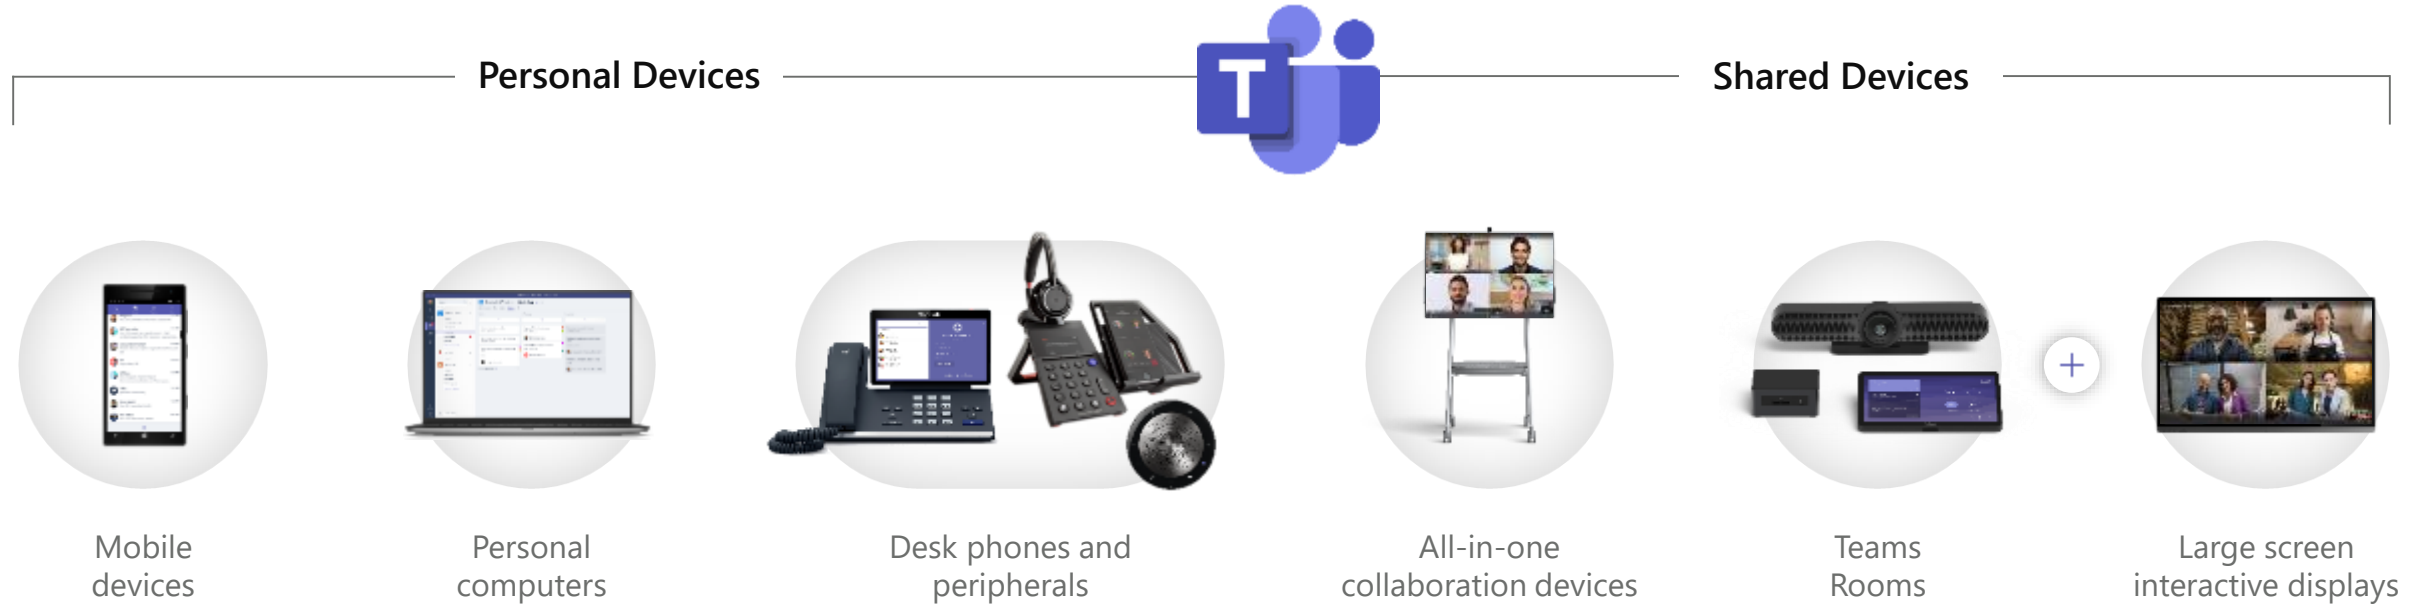 Personal Devices
T
Shared Devices
Mobile
devices
Personal
computers
Desk phones and
peripherals
All-in-one
collaboration devices
Teams
Rooms
Large screen
interactive displays